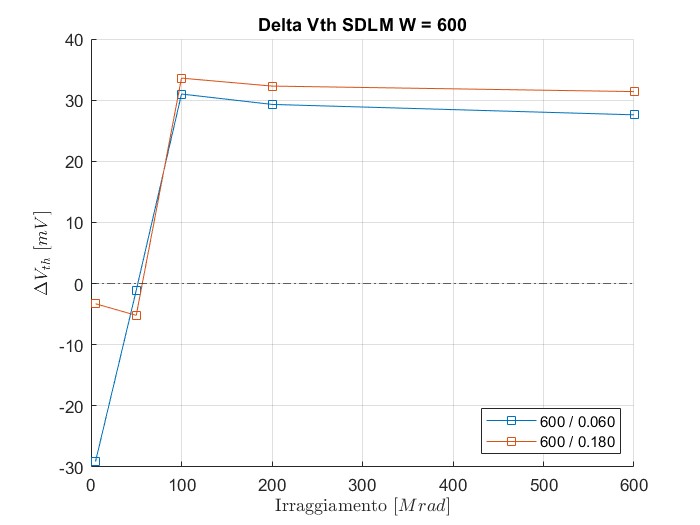 Delta Vth SDLM W = 600
40
30
20
10
0
-10
-20
-30
ΔV_th [mV]
0 100 200 300 400 500 600
Irraggiamento [Mrad]
600 / 0.060
600 / 0.180